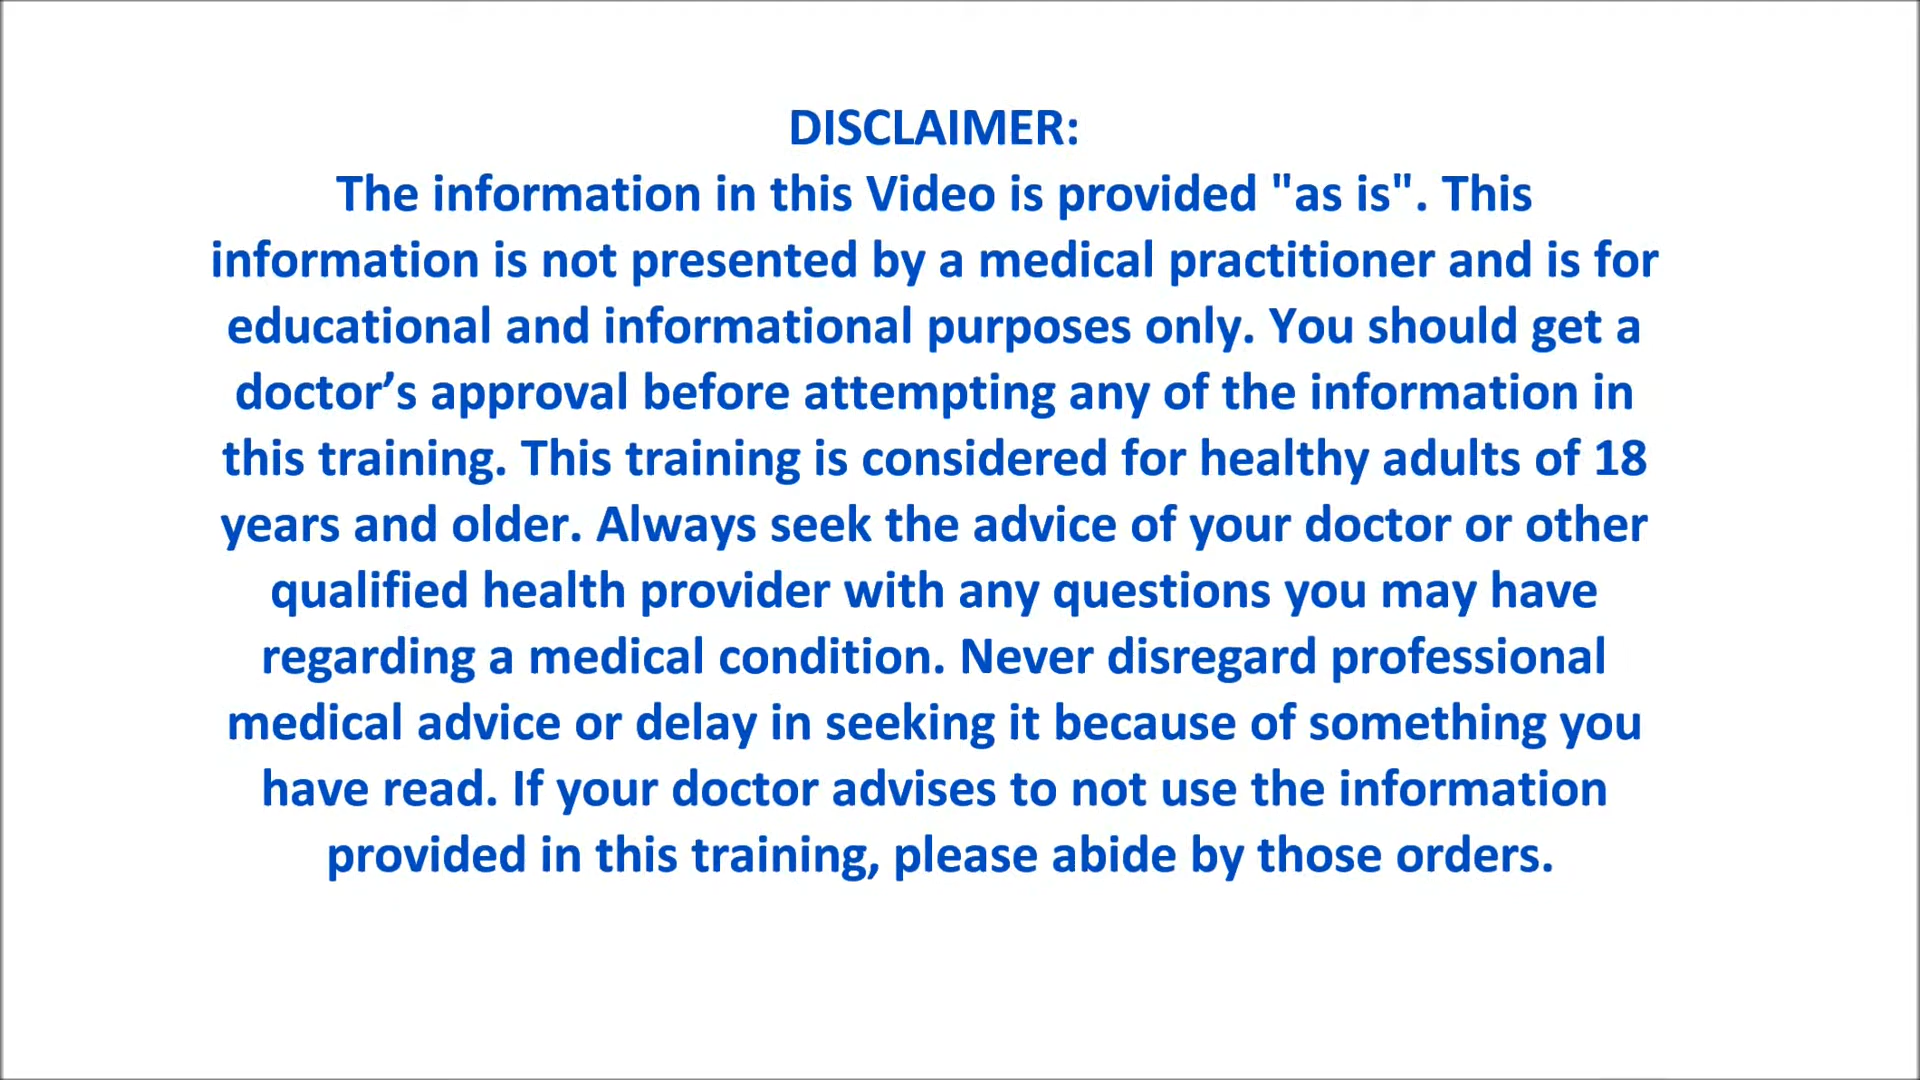 DISCLAIMER:
The information in this Video is provided "as is". This
information is not presented by a medical practitioner and is for
educational and informational purposes only. You should get a
doctor’s approval before attempting any of the information in
this training. This training is considered for healthy adults of 18
years and older. Always seek the advice of your doctor or other
qualified health provider with any questions you may have
regarding a medical condition. Never disregard professional
medical advice or delay in seeking it because of something you
have read. If your doctor advises to not use the information
provided in this training, please abide by those orders.